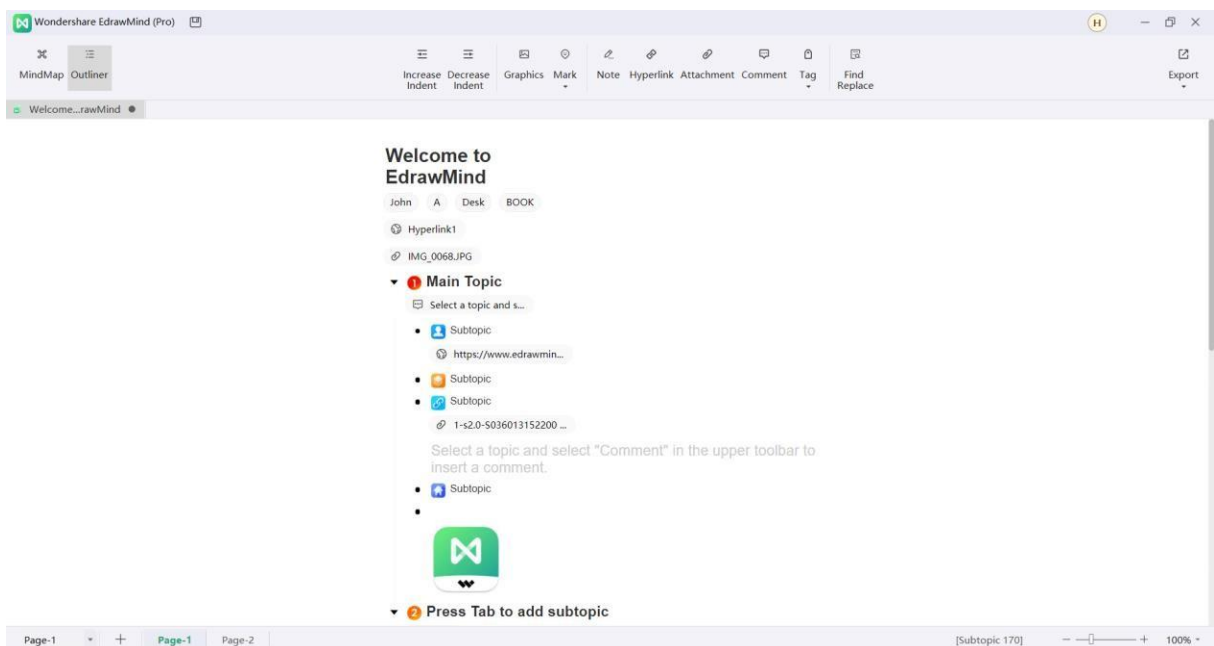 Wondershare EdrawMind (Pro)
H
MindMap Outliner
Increase Indent
Decrease Indent
Graphics
Mark
Note
Hyperlink
Attachment
Comment
Tag
Find Replace
Export
Welcome...rawMind
Welcome to
EdrawMind
John A Desk BOOK
Hyperlink1
IMG_0068.JPG
1 Main Topic
Select a topic and s...
Subtopic
https://www.edrawmin...
Subtopic
Subtopic
1-s2.0-S036013152200 ...
Select a topic and select "Comment" in the upper toolbar to
insert a comment.
Subtopic
2 Press Tab to add subtopic
Page-1 Page-1 Page-2 [Subtopic 170] 100%